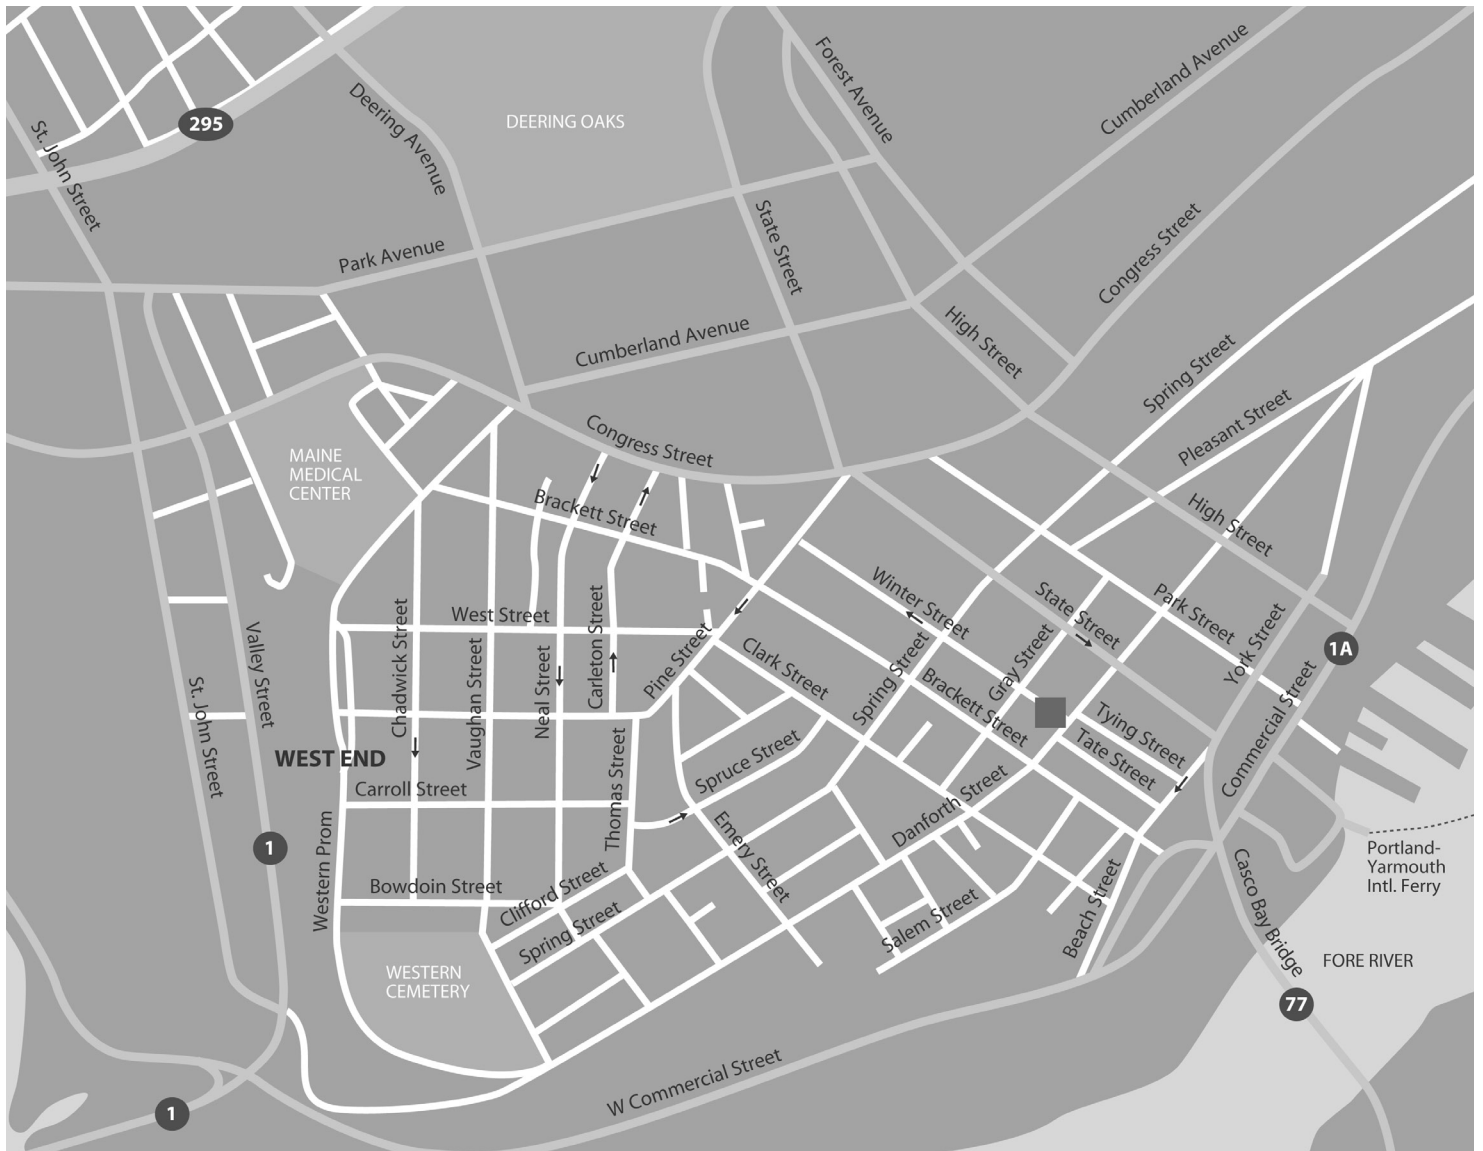 Forest Avenue
Cumberland Avenue
DEERING OAKS
295
Deering Avenue
St. John Street
State Street
Congress Street
Park Avenue
High Street
Cumberland Avenue
Spring Street
Pleasant Street
Congress Street
MAINE
MEDICAL
CENTER
Brackett Street
High Street
West Street
Chadwick Street
Carleton Street
Winter Street
State Street
Park Street
Valley Street
Vaughan Street
Neal Street
Pine Street
Clark Street
Spring Street
Gray Street
York Street
1A
St. John Street
Brackett Street
Tying Street
Tate Street
Commercial Street
WEST END
Carroll Street
Thomas Street
Spruce Street
Danforth Street
Western Prom
1
Emery Street
Portland-
Yarmouth
Intl. Ferry
Bowdoin Street
Clifford Street
Spring Street
Salem Street
Beach Street
Casco Bay Bridge
FORE RIVER
WESTERN
CEMETERY
77
W Commercial Street
1